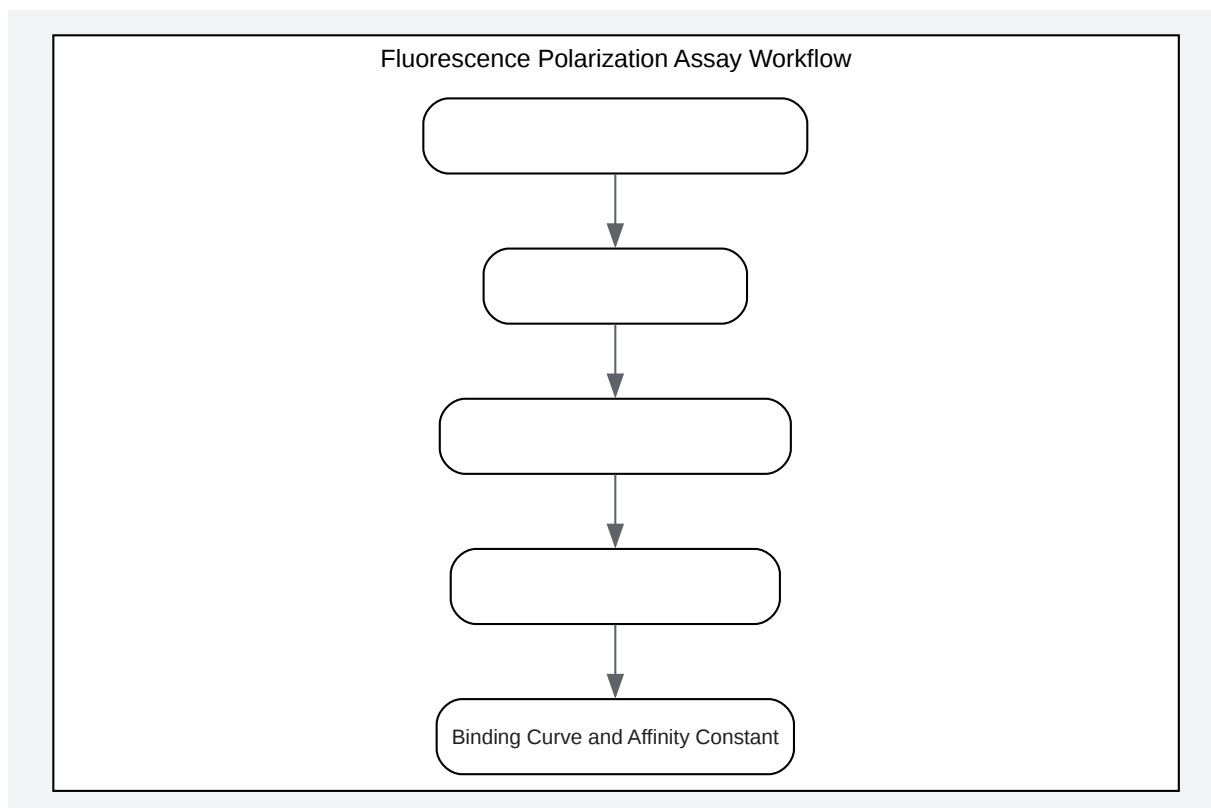 Fluorescence Polarization Assay Workflow
Binding Curve and Affinity Constant